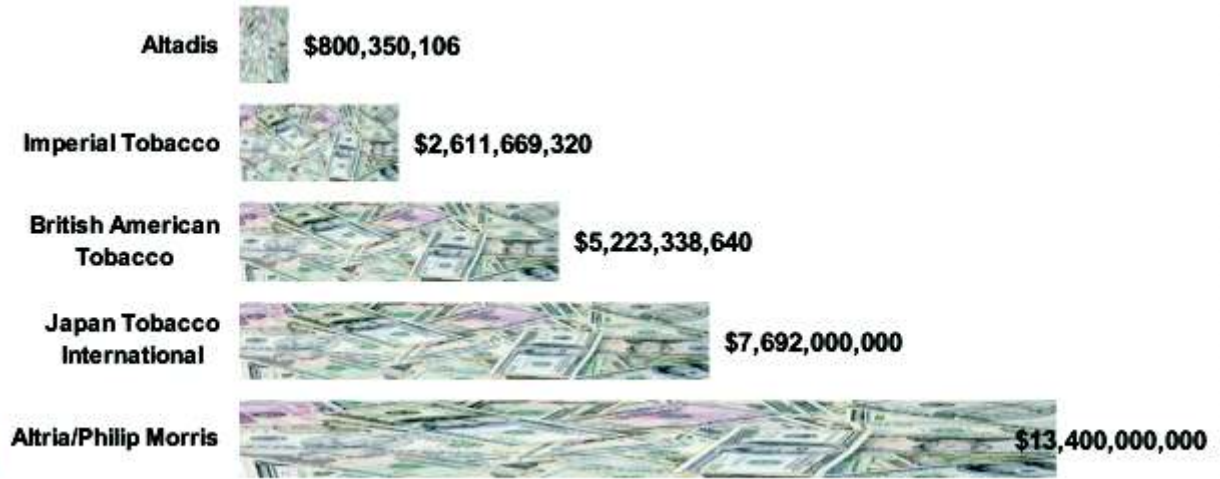 Altadis $800,350,106
Imperial Tobacco $2,611,669,320
British American
Tobacco $5,223,338,640
Japan Tobacco
International $7,692,000,000
Altria/Philip Morris $13,400,000,000